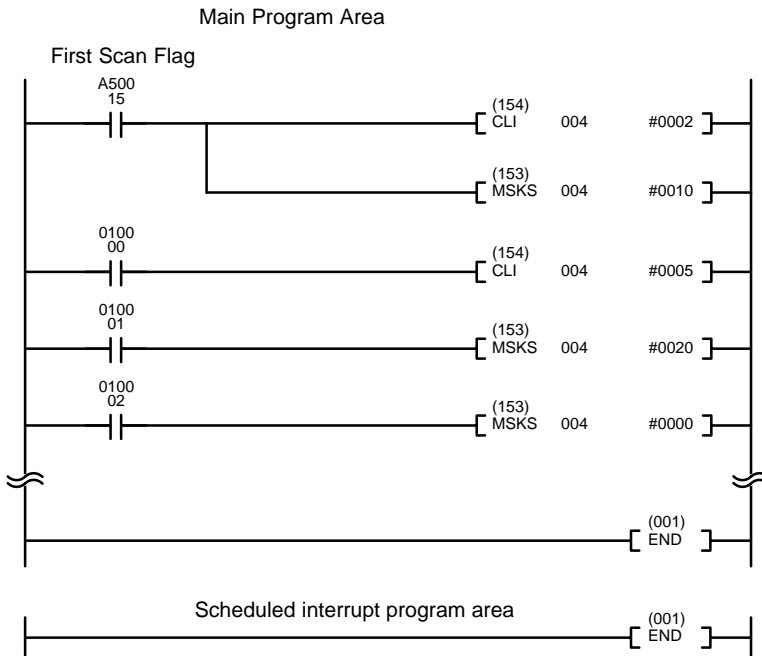 Main Program Area
First Scan Flag
A500
15
(154)
CLI 004 #0002
(153)
MSKS 004 #0010
0100
00
(154)
CLI 004 #0005
0100
01
(153)
MSKS 004 #0020
0100
02
(153)
MSKS 004 #0000
(001)
END
Scheduled interrupt program area
(001)
END